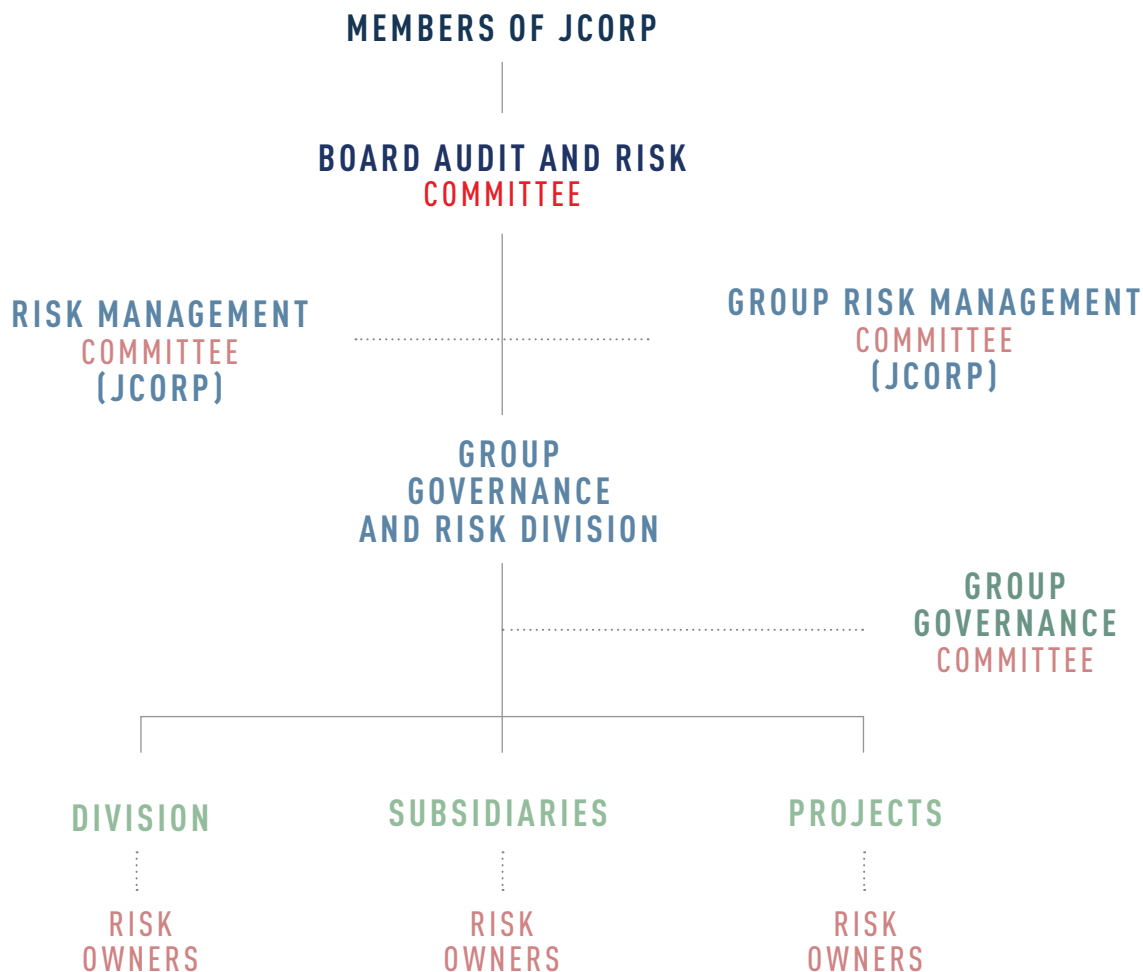 MEMBERS OF JCORP
BOARD AUDIT AND RISK
COMMITTEE
RISK MANAGEMENT
COMMITTEE
(JCORP)
GROUP RISK MANAGEMENT
COMMITTEE
(JCORP)
GROUP
GOVERNANCE
AND RISK DIVISION
GROUP
GOVERNANCE
COMMITTEE
DIVISION
SUBSIDIARIES
PROJECTS
RISK
OWNERS
RISK
OWNERS
RISK
OWNERS